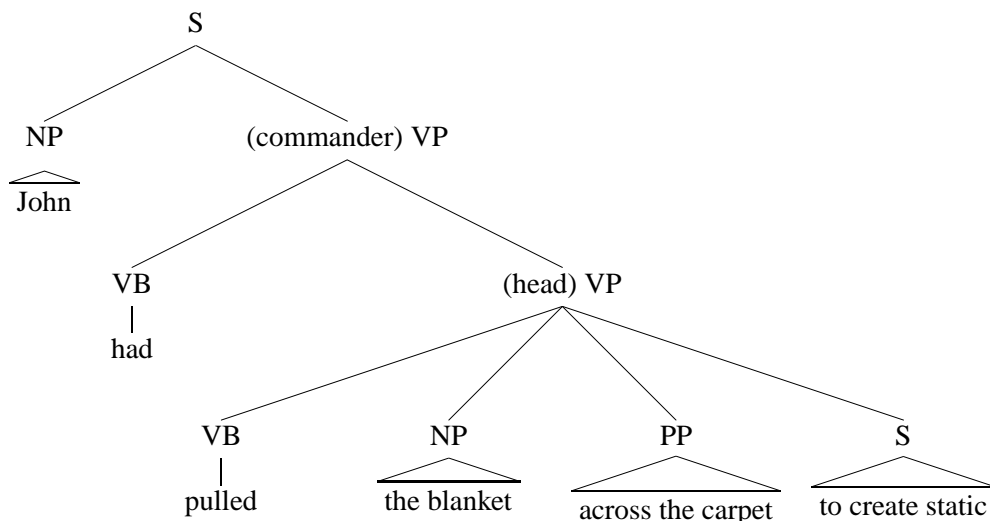 S
NP (commander) VP
John
VB (head) VP
had
VB NP PP S
pulled the blanket across the carpet to create static